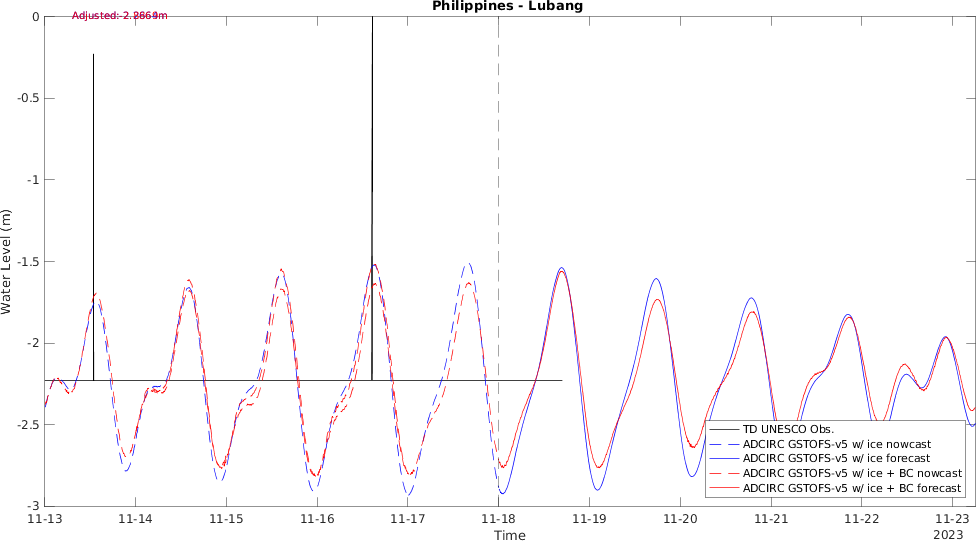 Philippines - Lubang
Adjusted:
m
0
-0.5
-1
-1.5
-2
-2.5
-3
Water Level (m)
11-13
11-14
11-15
11-16
11-17
11-18
11-19
11-20
11-21
11-22
11-23
2023
Time
TD UNESCO Obs.
ADCIRC GSTOFS-v5 w/ ice nowcast
ADCIRC GSTOFS-v5 w/ ice forecast
ADCIRC GSTOFS-v5 w/ ice + BC nowcast
ADCIRC GSTOFS-v5 w/ ice + BC forecast